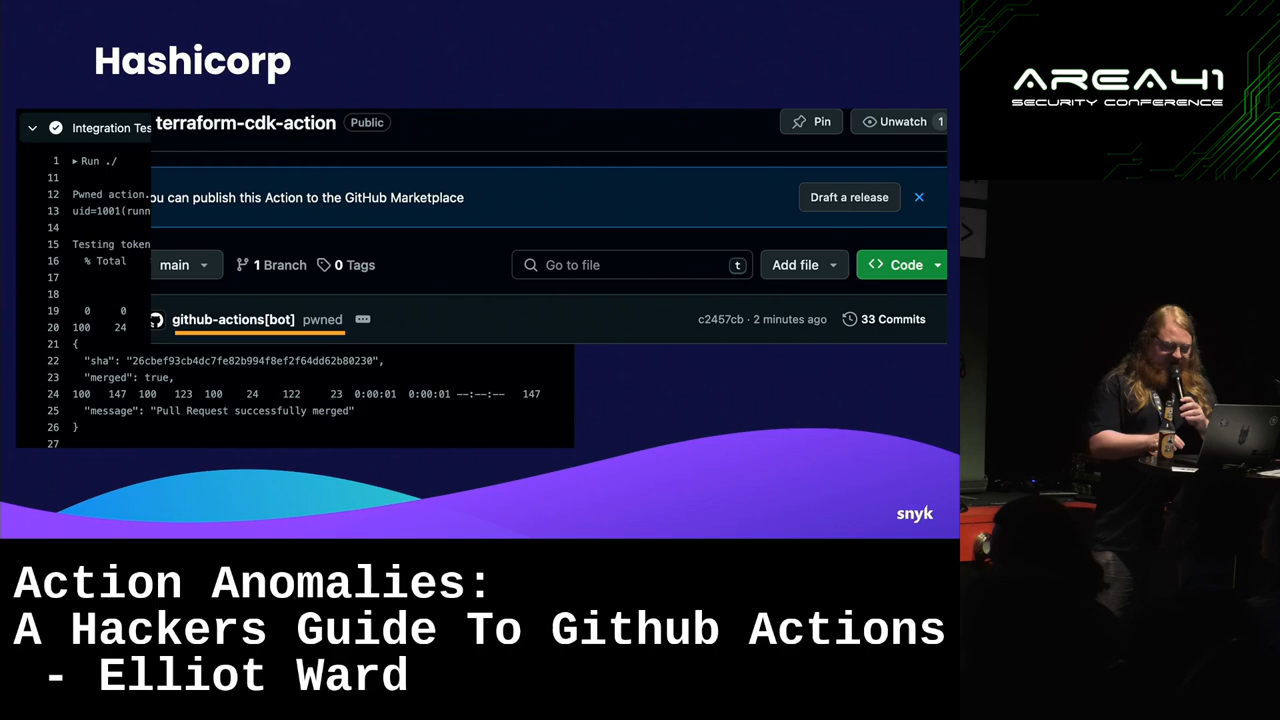 Hashicorp
Integration Tes
terraform-cdk-action Public
Pin
Unwatch 1
1 Run ./
11
12 Pwned action.
13 uid=1001(runn
14
15 Testing token
16 % Total
17
18
19 0 0
20 100 24
21 {
22 "sha": "26cbef93cb4dc7fe82b994f8ef2f64dd62b80230",
23 "merged": true,
24 100 147 100 123 100 24 122 23 0:00:01 0:00:01 --:--:-- 147
25 "message": "Pull Request successfully merged"
26 }
27
ou can publish this Action to the GitHub Marketplace
Draft a release
main 1 Branch 0 Tags
Go to file t
Add file
Code
github-actions[bot] pwned
c2457cb · 2 minutes ago 33 Commits
snyk
AREA41
SECURITY CONFERENCE
Action Anomalies:
A Hackers Guide To Github Actions
- Elliot Ward